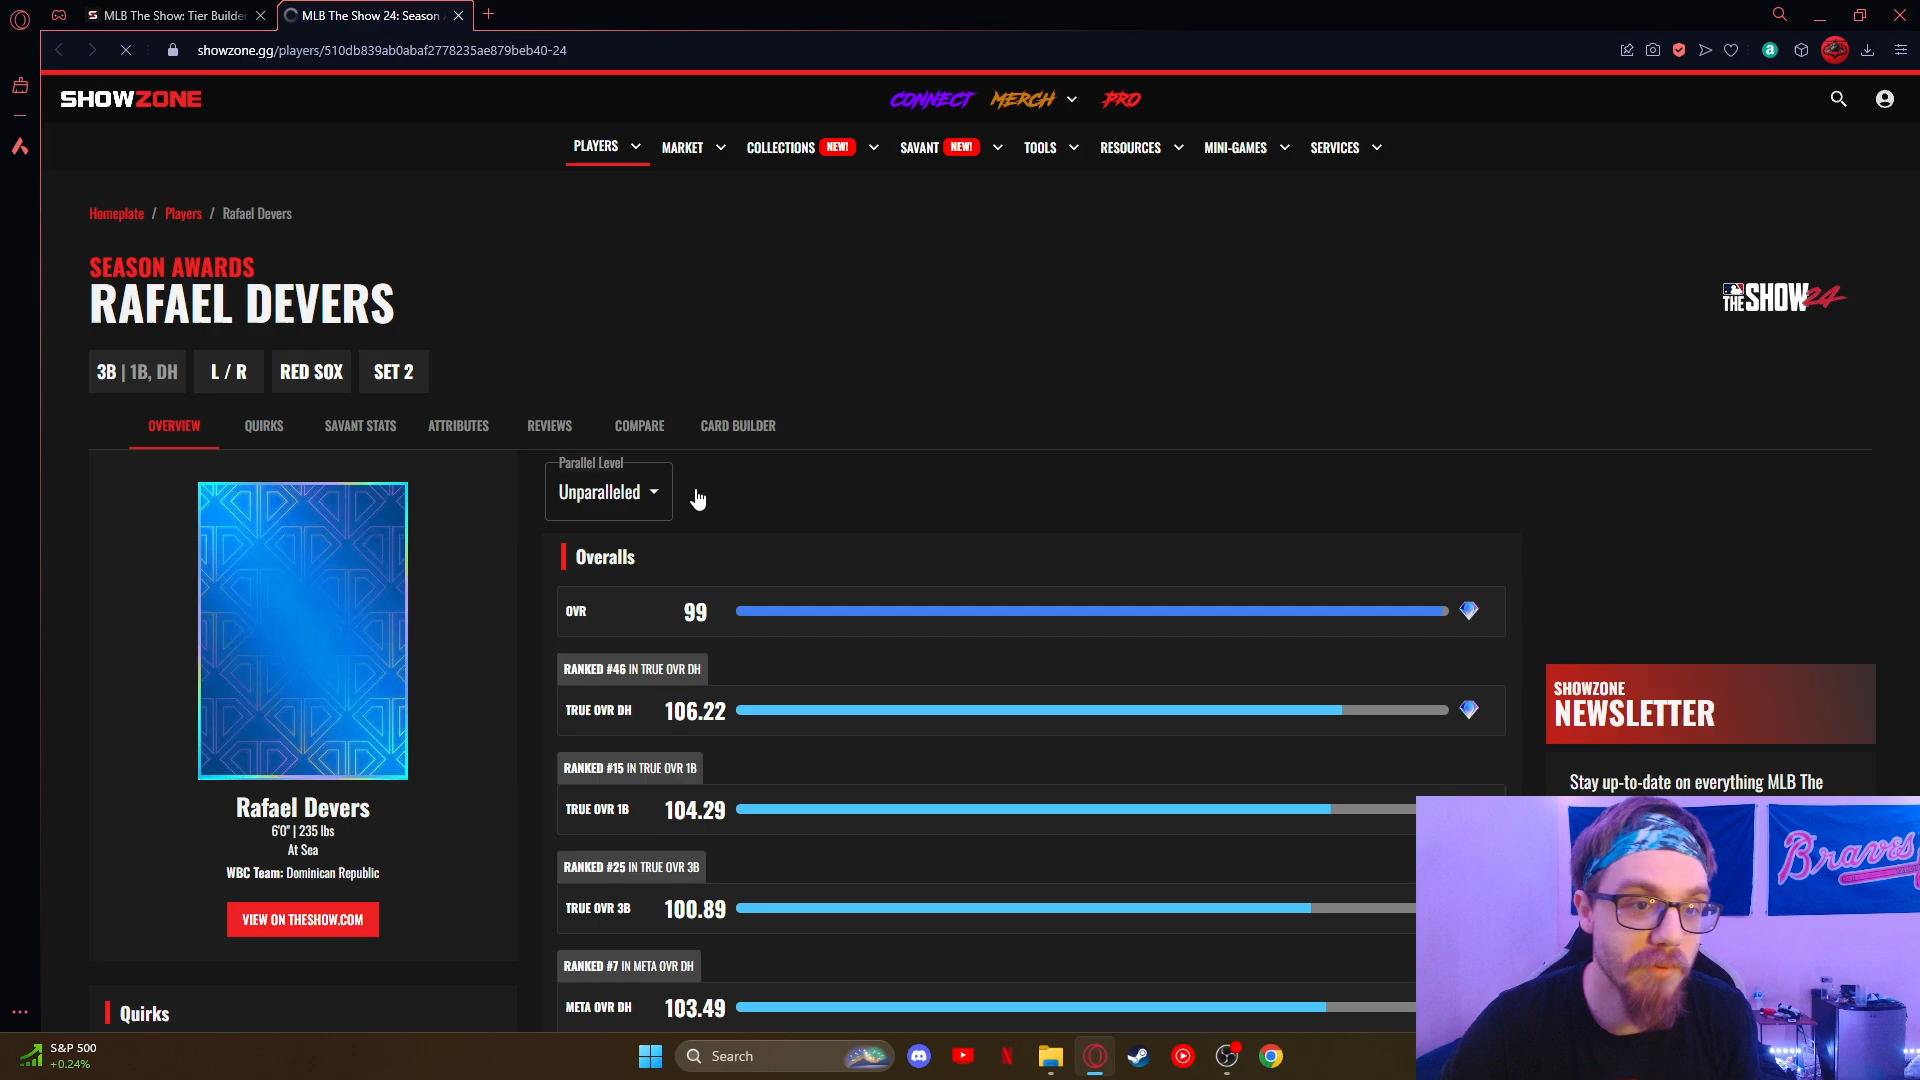 MLB The Show: Tier Builder
MLB The Show 24: Season
showzone.gg/players/510db839ab0abaf2778235ae879beb40-24
SHOWZONE
CONNECT MERCH PRO
PLAYERS MARKET COLLECTIONS NEW! SAVANT NEW! TOOLS RESOURCES MINI-GAMES SERVICES
Homeplate / Players / Rafael Devers
SEASON AWARDS
RAFAEL DEVERS
MLB THE SHOW 24
3B | 1B, DH L / R RED SOX SET 2
OVERVIEW QUIRKS SAVANT STATS ATTRIBUTES REVIEWS COMPARE CARD BUILDER
Parallel Level
Unparalleled
Overalls
OVR 99
RANKED #46 IN TRUE OVR DH
TRUE OVR DH 106.22
RANKED #15 IN TRUE OVR 1B
TRUE OVR 1B 104.29
RANKED #25 IN TRUE OVR 3B
TRUE OVR 3B 100.89
RANKED #7 IN META OVR DH
META OVR DH 103.49
Rafael Devers
6'0" | 235 lbs
At Sea
WBC Team: Dominican Republic
VIEW ON THESHOW.COM
Quirks
SHOWZONE
NEWSLETTER
Stay up-to-date on everything MLB The
Braves
S&P 500
+0.24%
Search